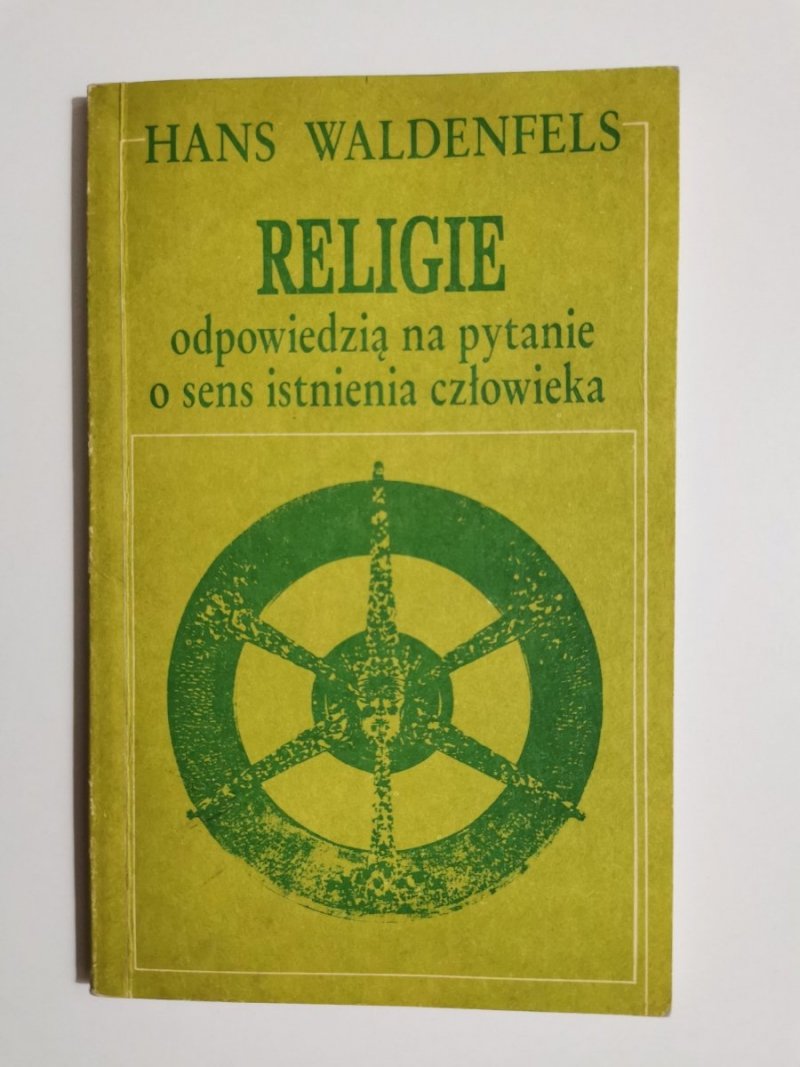 HANS WALDENFELS
RELIGIE
odpowiedzią na pytanie
o sens istnienia człowieka